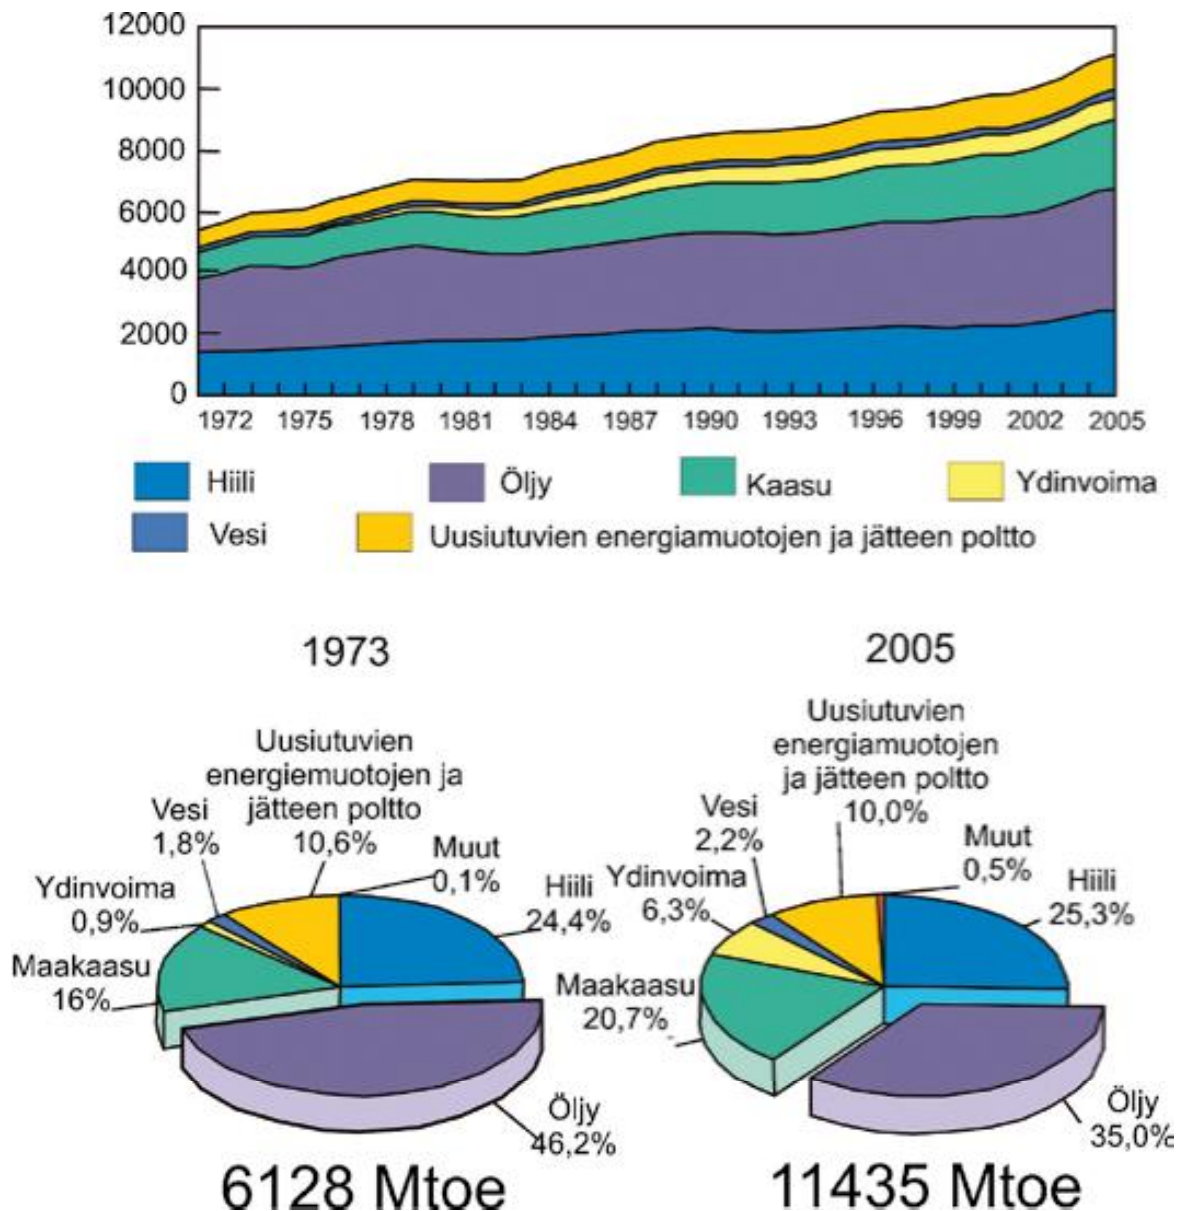 12000
10000
8000
6000
4000
2000
0
1972 1975 1978 1981 1984 1987 1990 1993 1996 1999 2002 2005
Hiili Öljy Kaasu Ydinvoima
Vesi Uusiutuvien energiamuotojen ja jätteen poltto
1973
Uusiutuvien
energiemuotojen ja
jätteen poltto
10,6%
Vesi
1,8%
Muut
0,1%
Ydinvoima
0,9%
Hiili
24,4%
Maakaasu
16%
Öljy
46,2%
6128 Mtoe
2005
Uusiutuvien
energiamuotojen
ja jätteen poltto
10,0%
Vesi
2,2%
Muut
0,5%
Ydinvoima
6,3%
Hiili
25,3%
Maakaasu
20,7%
Öljy
35,0%
11435 Mtoe